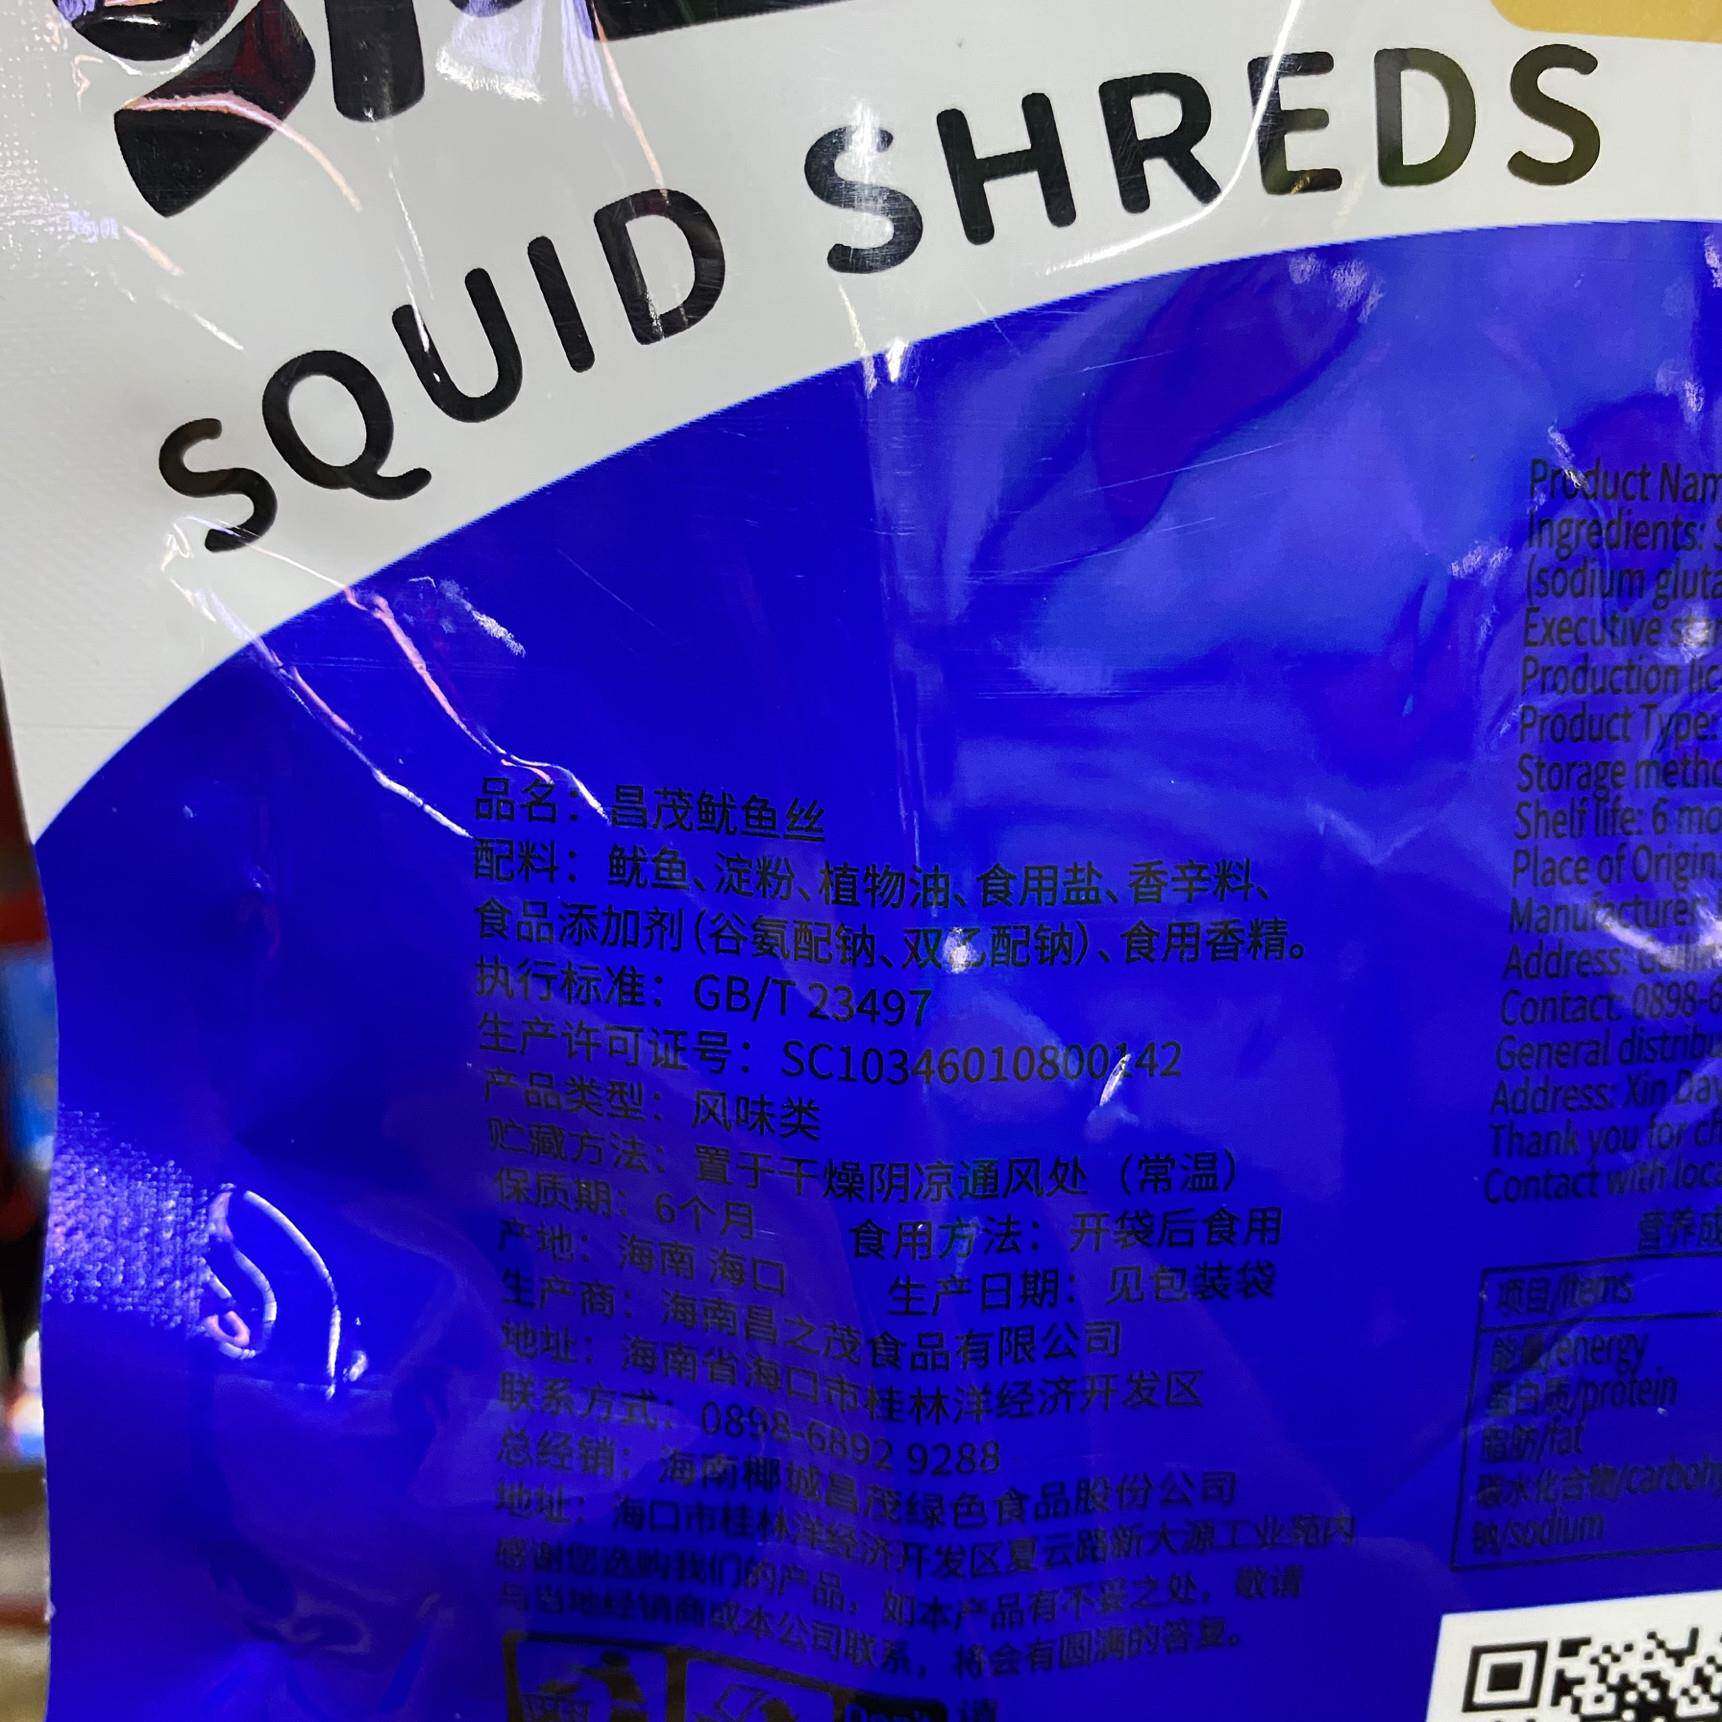 SQUID SHREDS
品名：昌茂鱿鱼丝
配料：鱿鱼、淀粉、植物油、食用盐、香辛料、
食品添加剂（谷氨配钠、双乙配钠）、食用香精。
执行标准：GB/T 23497
生产许可证号：SC10346010800142
产品类型：风味类
贮藏方法：置于干燥阴凉通风处（常温）
保质期：6个月 食用方法：开袋后食用
产地：海南 海口 生产日期：见包装袋
生产商：海南昌之茂食品有限公司
地址：海南省海口市桂林洋经济开发区
联系方式：0898-6892 9288
总经销：海南椰城昌茂绿色食品股份公司
地址：海口市桂林洋经济开发区夏云路新大源工业苑内
感谢您选购我们的产品，如本产品有不妥之处，敬请
与当地经销商或本公司联系，将会有圆满的答复。
请
Product Nam
Ingredients: S
(sodium gluta
Executive star
Production lic
Product Type:
Storage metho
Shelf life: 6 mo
Place of Origin:
Manufacture
Address:
Contact: 0898-6
General distribu
Address: Xin Day
Thank you for ch
Contact with loca
营养成
项目/Items
能量/energy
蛋白质/protein
脂肪/fat
碳水化合物/carbohy
钠/sodium